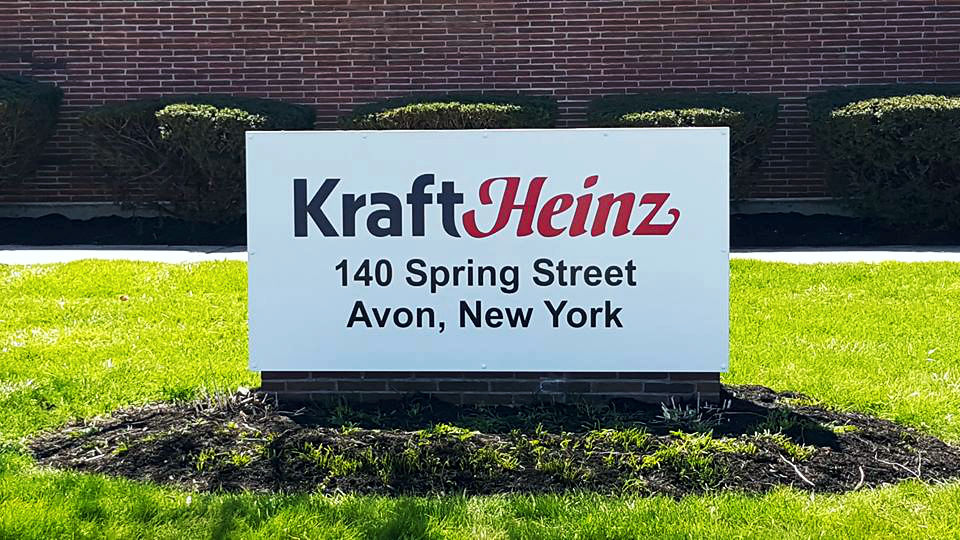 KraftHeinz
140 Spring Street
Avon, New York